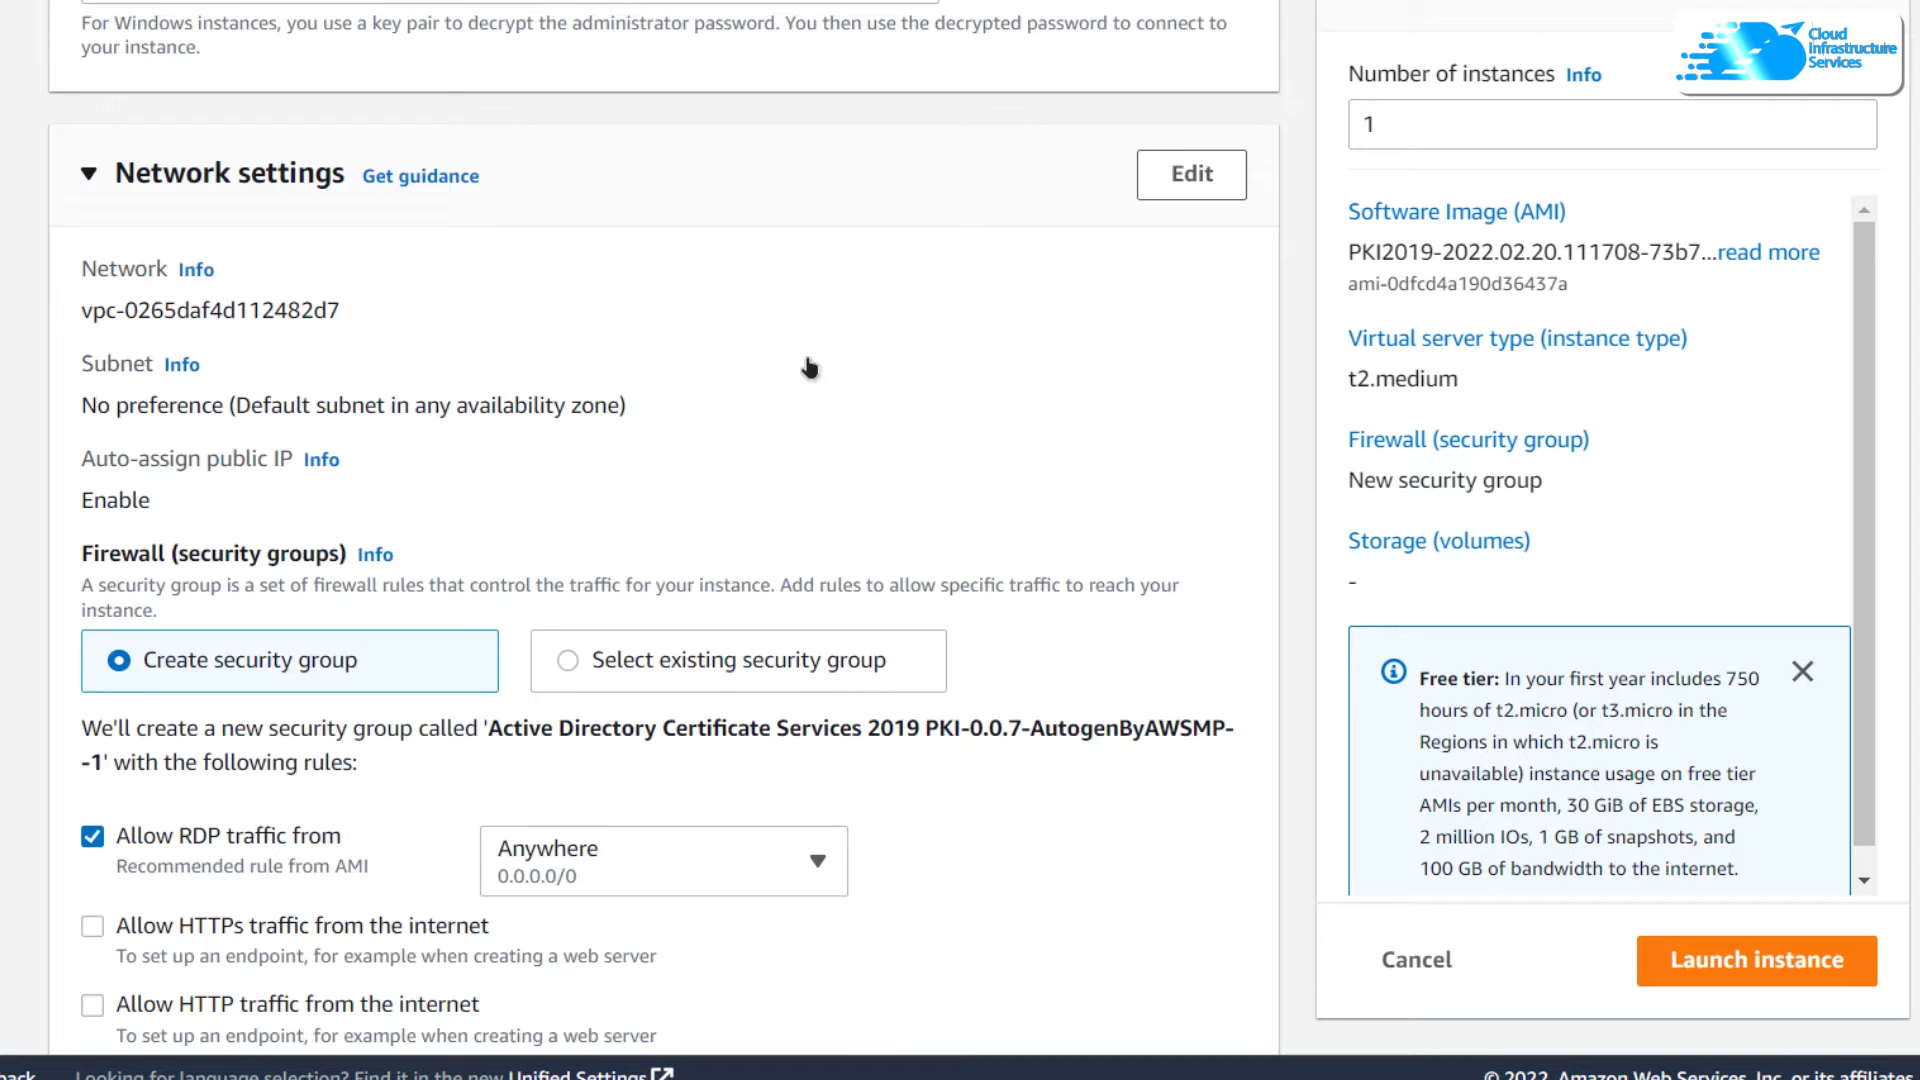 For Windows instances, you use a key pair to decrypt the administrator password. You then use the decrypted password to connect to
your instance.
Network settings Get guidance
Edit
Network Info
vpc-0265daf4d112482d7
Subnet Info
No preference (Default subnet in any availability zone)
Auto-assign public IP Info
Enable
Firewall (security groups) Info
A security group is a set of firewall rules that control the traffic for your instance. Add rules to allow specific traffic to reach your
instance.
Create security group
Select existing security group
We'll create a new security group called 'Active Directory Certificate Services 2019 PKI-0.0.7-AutogenByAWSMP-
-1' with the following rules:
Allow RDP traffic from
Recommended rule from AMI
Anywhere
0.0.0.0/0
Allow HTTPs traffic from the internet
To set up an endpoint, for example when creating a web server
Allow HTTP traffic from the internet
To set up an endpoint, for example when creating a web server
Cloud
Infrastructure
Services
Number of instances Info
1
Software Image (AMI)
PKI2019-2022.02.20.111708-73b7...read more
ami-0dfcd4a190d36437a
Virtual server type (instance type)
t2.medium
Firewall (security group)
New security group
Storage (volumes)
-
Free tier: In your first year includes 750
hours of t2.micro (or t3.micro in the
Regions in which t2.micro is
unavailable) instance usage on free tier
AMIs per month, 30 GiB of EBS storage,
2 million IOs, 1 GB of snapshots, and
100 GB of bandwidth to the internet.
Cancel
Launch instance
Looking for language selection? Find it in the new Unified Settings
© 2022, Amazon Web Services, Inc. or its affiliates